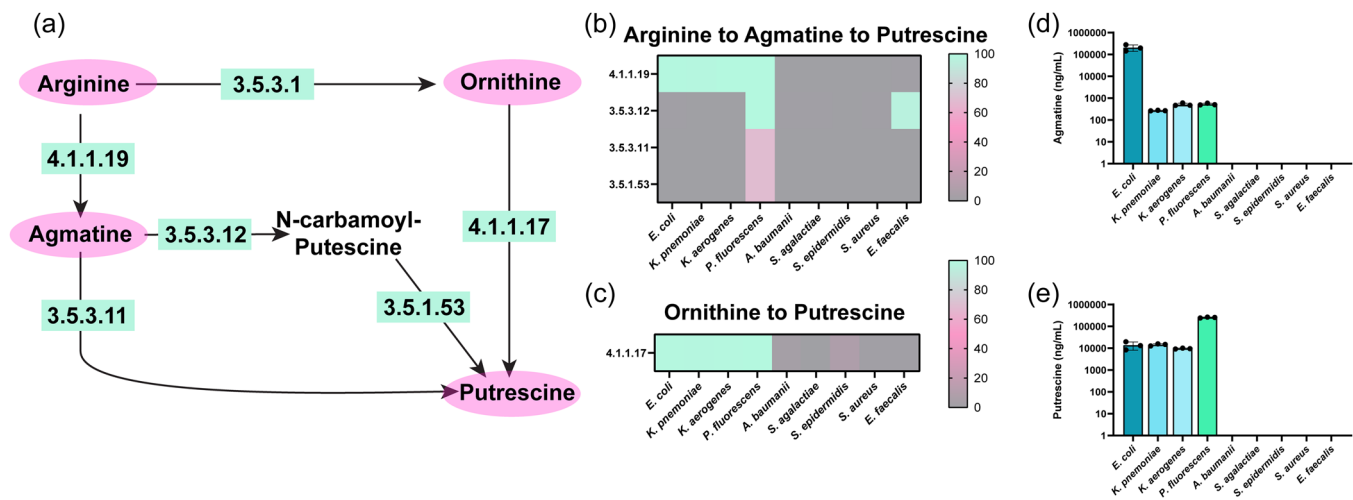 (a)
Arginine
3.5.3.1
Ornithine
4.1.1.19
Agmatine
3.5.3.12
N-carbamoyl-
Putescine
4.1.1.17
3.5.1.53
3.5.3.11
Putrescine
(b)
Arginine to Agmatine to Putrescine
4.1.1.19
3.5.3.12
3.5.3.11
3.5.1.53
E. coli
K. pnemoniae
K. aerogenes
P. fluorescens
A. baumanii
S. agalactiae
S. epidermidis
S. aureus
E. faecalis
100
80
60
40
20
0
(c)
Ornithine to Putrescine
4.1.1.17
E. coli
K. pnemoniae
K. aerogenes
P. fluorescens
A. baumanii
S. agalactiae
S. epidermidis
S. aureus
E. faecalis
100
80
60
40
20
0
(d)
Agmatine (ng/mL)
1000000
100000
10000
1000
100
10
1
E. coli
K. pnemoniae
K. aerogenes
P. fluorescens
A. baumanii
S. agalactiae
S. epidermidis
S. aureus
E. faecalis
(e)
Putrescine (ng/mL)
1000000
100000
10000
1000
100
10
1
E. coli
K. pnemoniae
K. aerogenes
P. fluorescens
A. baumanii
S. agalactiae
S. epidermidis
S. aureus
E. faecalis